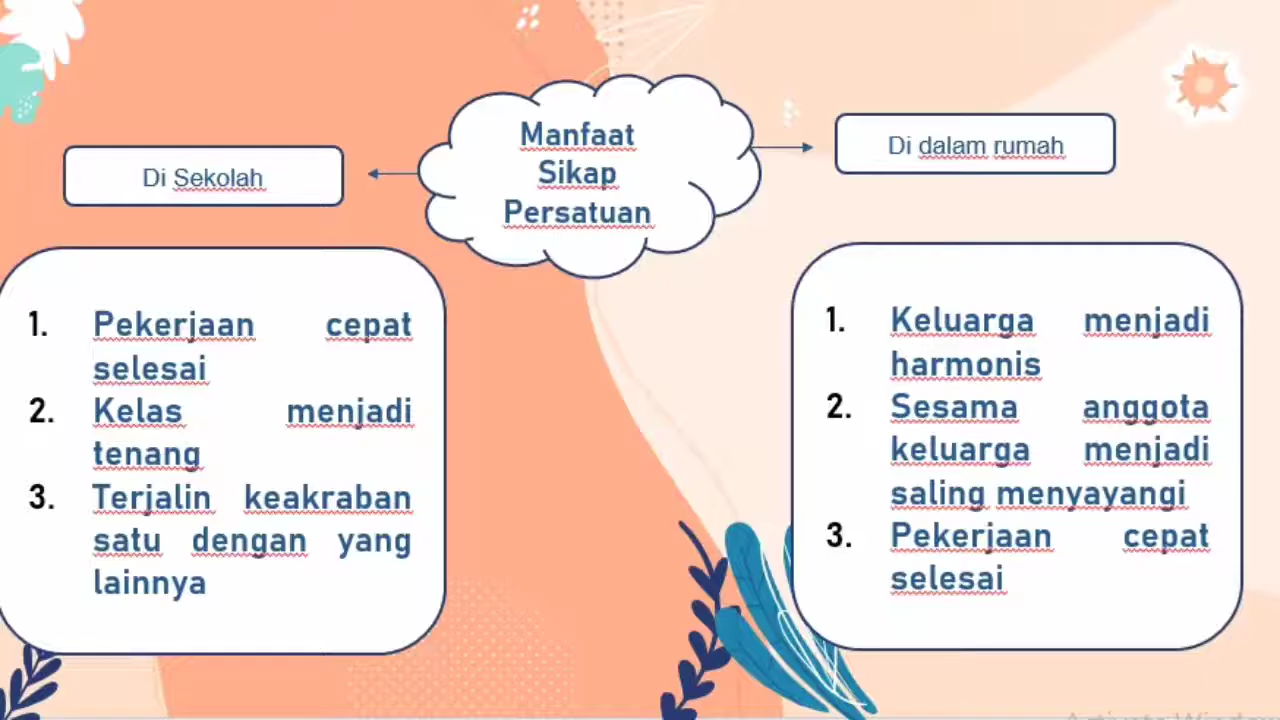 Manfaat
Sikap
Persatuan
Di Sekolah
1. Pekerjaan cepat
selesai
2. Kelas menjadi
tenang
3. Terjalin keakraban
satu dengan yang
lainnya
Di dalam rumah
1. Keluarga menjadi
harmonis
2. Sesama anggota
keluarga menjadi
saling menyayangi
3. Pekerjaan cepat
selesai